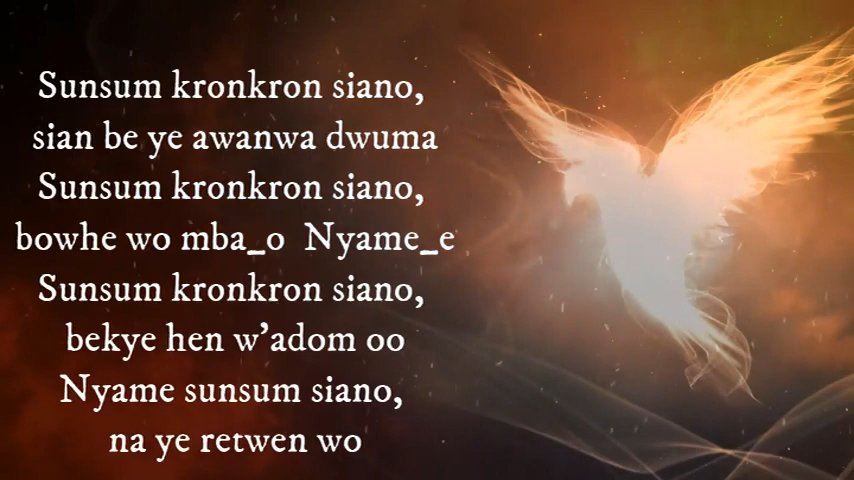 Sunsum kronkron siano,
sian be ye awanwa dwuma
Sunsum kronkron siano,
bowhe wo mba_o Nyame_e
Sunsum kronkron siano,
bekye hen w'adom oo
Nyame sunsum siano,
na ye retwen wo